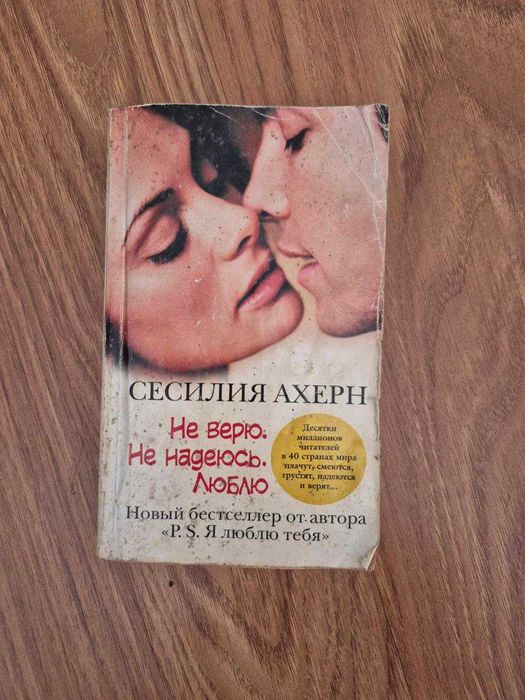 СЕСИЛИЯ АХЕРН
Не верю.
Не надеюсь.
Люблю
Десятки
миллионов
читателей
в 40 странах мира
плачут, смеются,
грустят, надеются
и верят...
Новый бестселлер от автора
«P. S. Я люблю тебя»